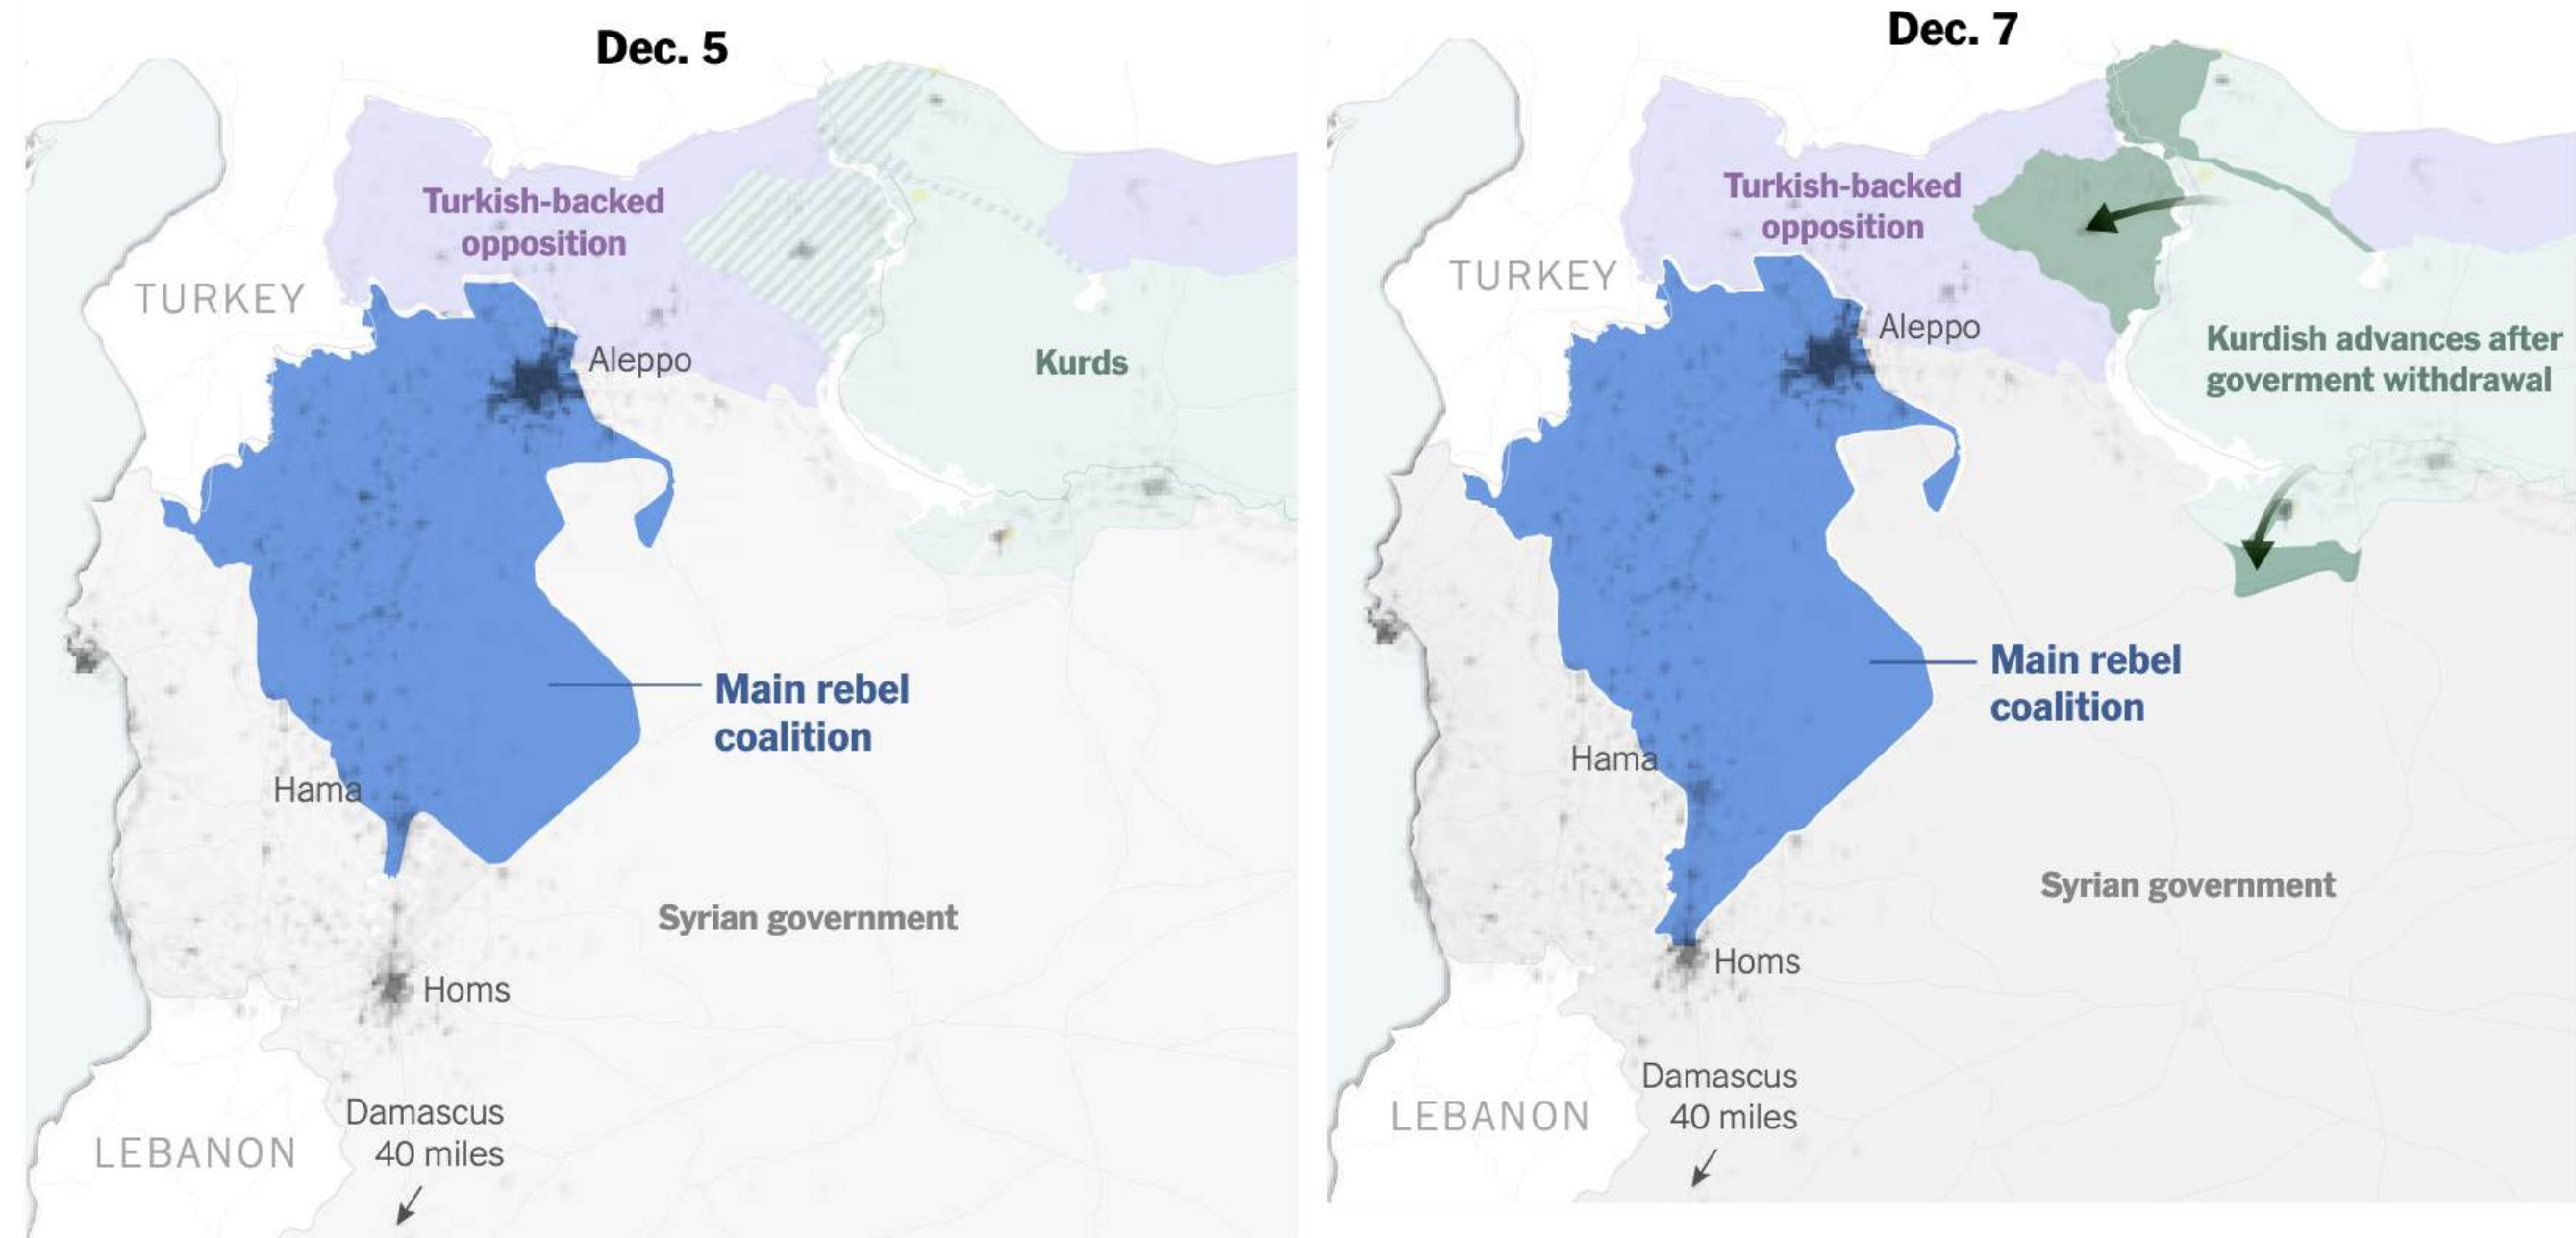 Dec. 5
Turkish-backed
opposition
TURKEY
Aleppo
Kurds
Main rebel
coalition
Hama
Syrian government
Homs
Damascus
40 miles
LEBANON
Dec. 7
Turkish-backed
opposition
TURKEY
Aleppo
Kurdish advances after
goverment withdrawal
Main rebel
coalition
Hama
Syrian government
Homs
Damascus
40 miles
LEBANON